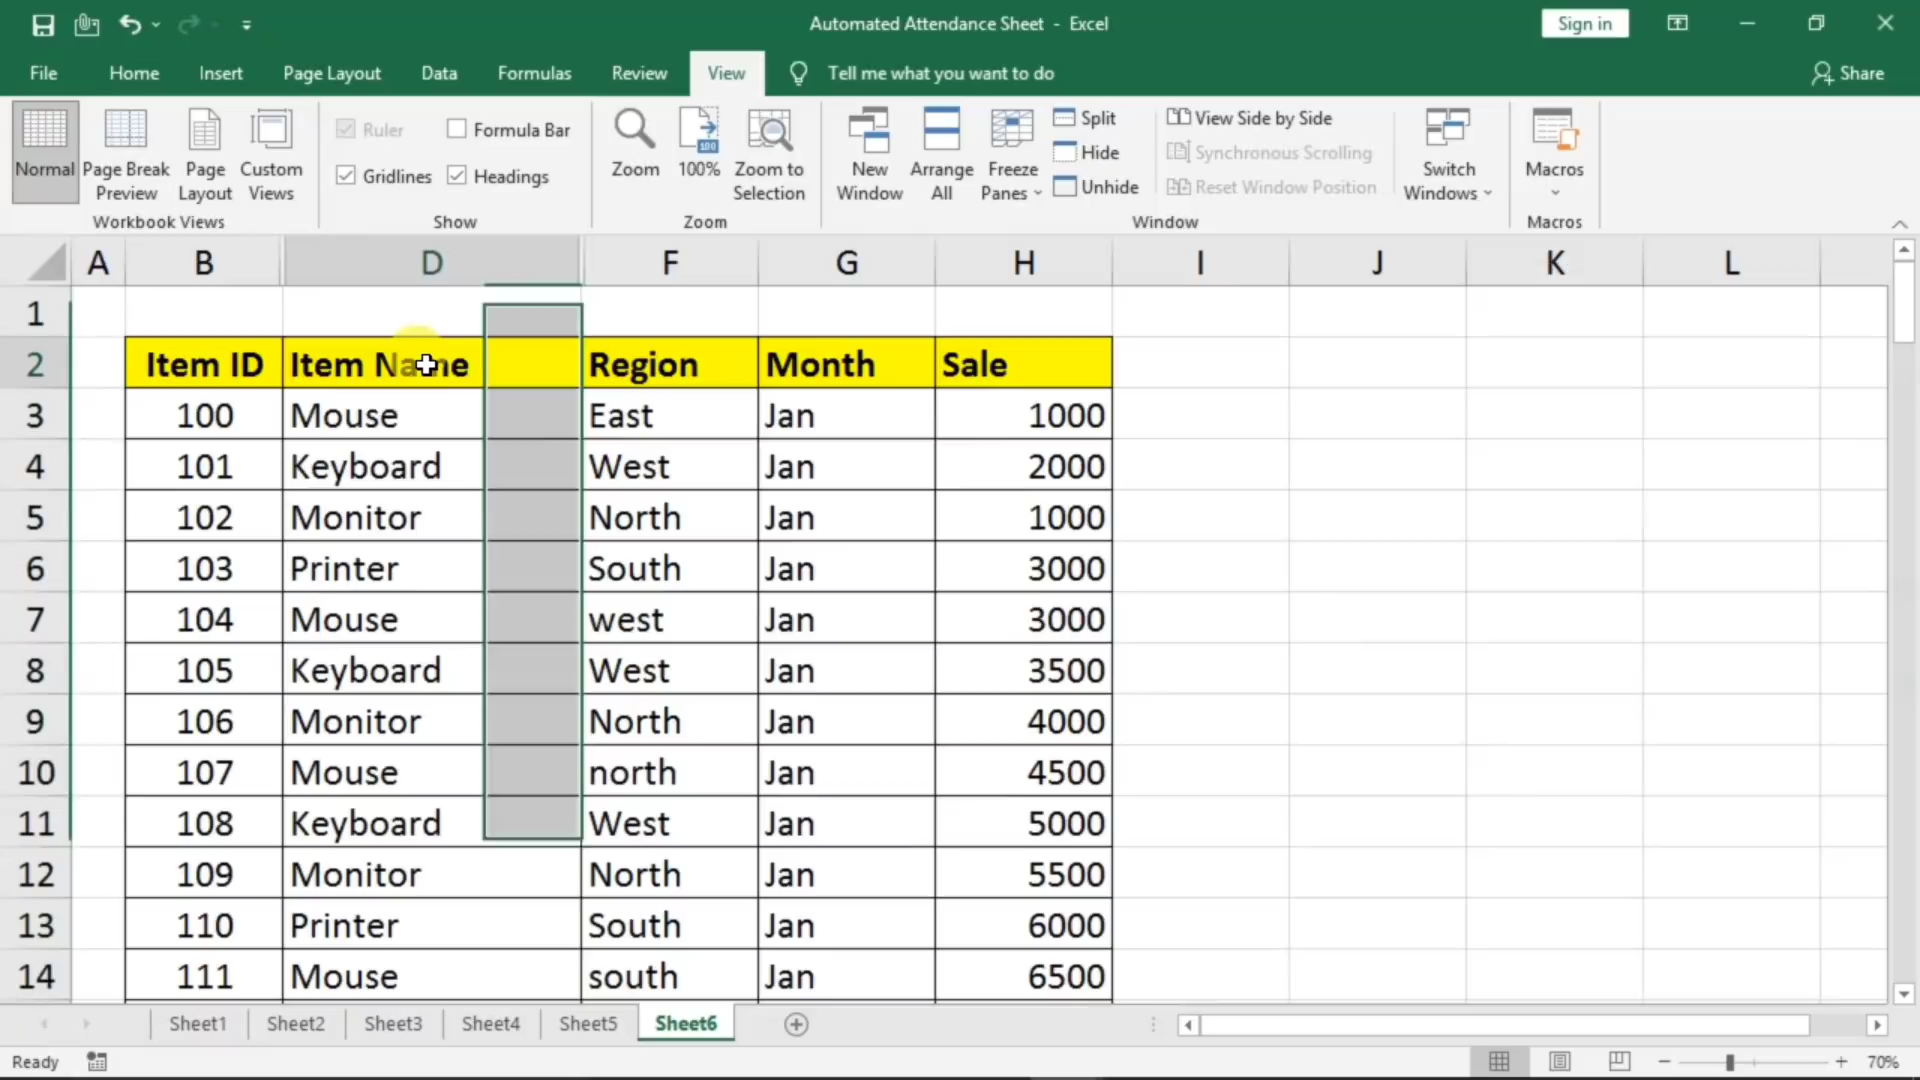 Automated Attendance Sheet - Excel
Sign in
File Home Insert Page Layout Data Formulas Review View Tell me what you want to do Share
Normal Page Break Preview Page Layout Custom Views
Workbook Views
Ruler Formula Bar
Gridlines Headings
Show
Zoom 100% Zoom to Selection
100
Zoom
New Window Arrange All Freeze Panes
Split
Hide
Unhide
View Side by Side
Synchronous Scrolling
Reset Window Position
Window
Switch Windows
Macros
Macros
A B D F G H I J K L
1
2 Item ID Item Name Region Month Sale
3 100 Mouse East Jan 1000
4 101 Keyboard West Jan 2000
5 102 Monitor North Jan 1000
6 103 Printer South Jan 3000
7 104 Mouse west Jan 3000
8 105 Keyboard West Jan 3500
9 106 Monitor North Jan 4000
10 107 Mouse north Jan 4500
11 108 Keyboard West Jan 5000
12 109 Monitor North Jan 5500
13 110 Printer South Jan 6000
14 111 Mouse south Jan 6500
Sheet1 Sheet2 Sheet3 Sheet4 Sheet5 Sheet6
Ready 70%